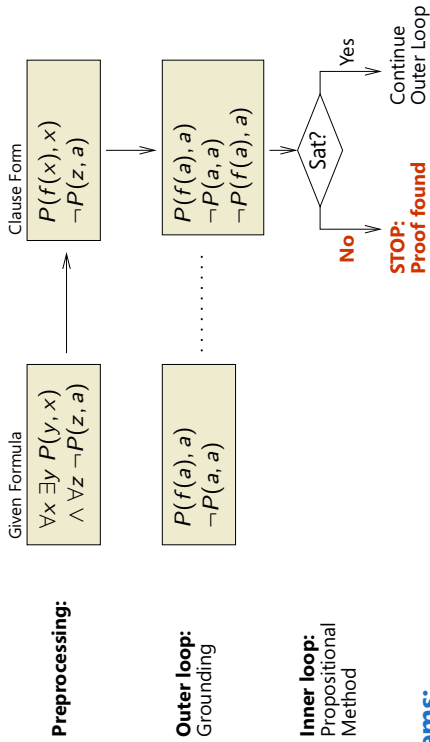 Given Formula
Clause Form
Preprocessing:
∀x ∃y P(y, x)
∧ ∀z ¬P(z, a)
P(f(x), x)
¬P(z, a)
Outer loop:
Grounding
P(f(a), a)
¬P(a, a)
. . . . . . . . .
P(f(a), a)
¬P(a, a)
¬P(f(a), a)
Inner loop:
Propositional
Method
Sat?
No
Yes
STOP:
Proof found
Continue
Outer Loop
ems: